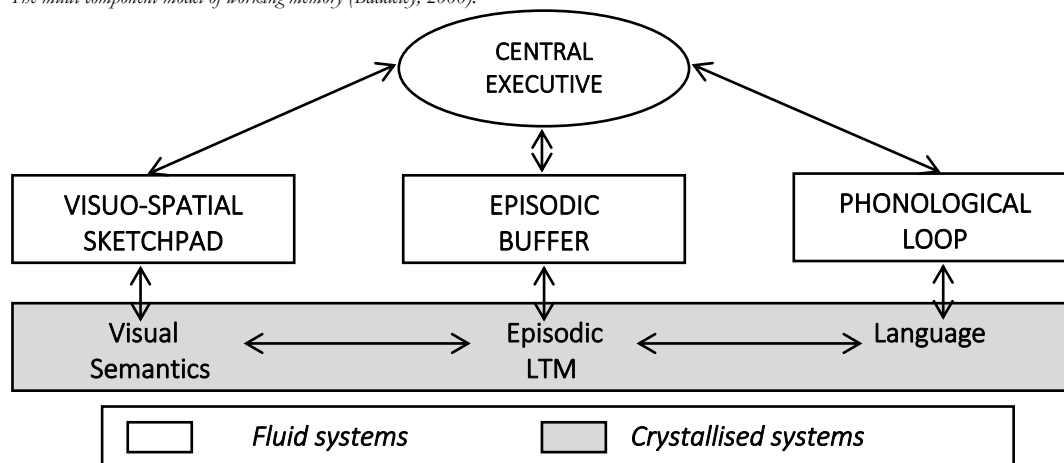 The multi-component model of working memory (Baddeley, 2000).
CENTRAL
EXECUTIVE
VISUO-SPATIAL
SKETCHPAD
EPISODIC
BUFFER
PHONOLOGICAL
LOOP
Visual
Semantics
Episodic
LTM
Language
Fluid systems
Crystallised systems